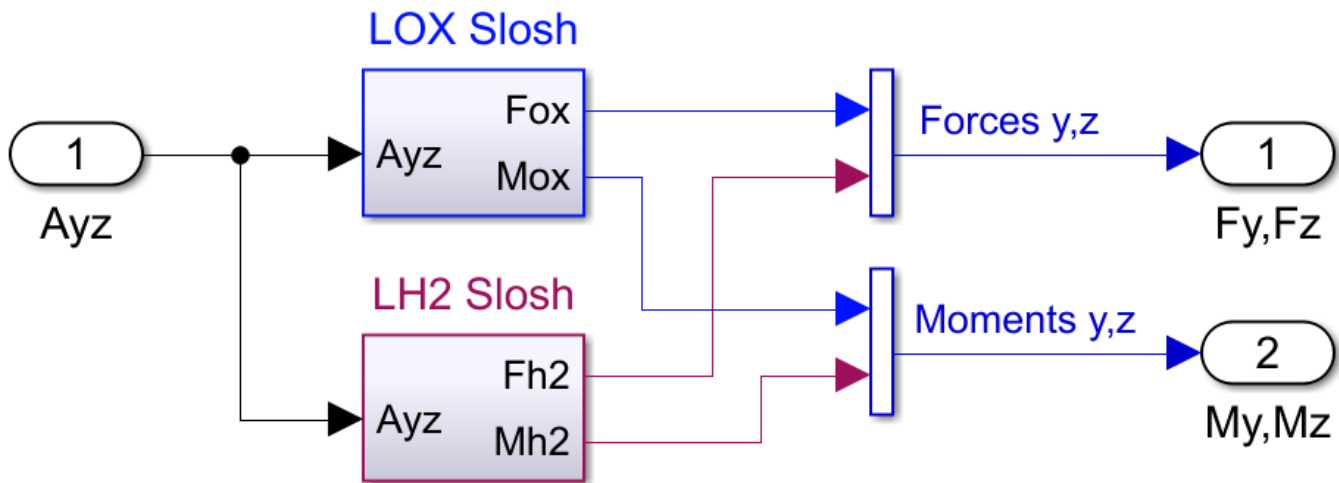 LOX Slosh
1
Ayz
Ayz
Fox
Mox
Forces y,z
1
Fy,Fz
LH2 Slosh
Ayz
Fh2
Mh2
Moments y,z
2
My,Mz